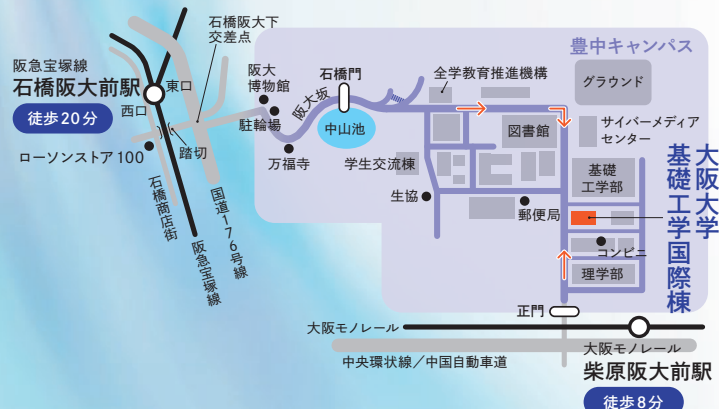 石橋阪大下
交差点
阪急宝塚線
石橋阪大前駅
徒歩20分
東口
西口
ローソンストア100
踏切
石橋商店街
阪急宝塚線
国道176号線
阪大
博物館
駐輪場
万福寺
阪大坂
石橋門
中山池
豊中キャンパス
全学教育推進機構
グラウンド
図書館
サイバーメディア
センター
学生交流棟
基礎
工学部
生協
郵便局
コンビニ
理学部
大阪大学
基礎工学国際棟
正門
大阪モノレール
中央環状線／中国自動車道
大阪モノレール
柴原阪大前駅
徒歩8分